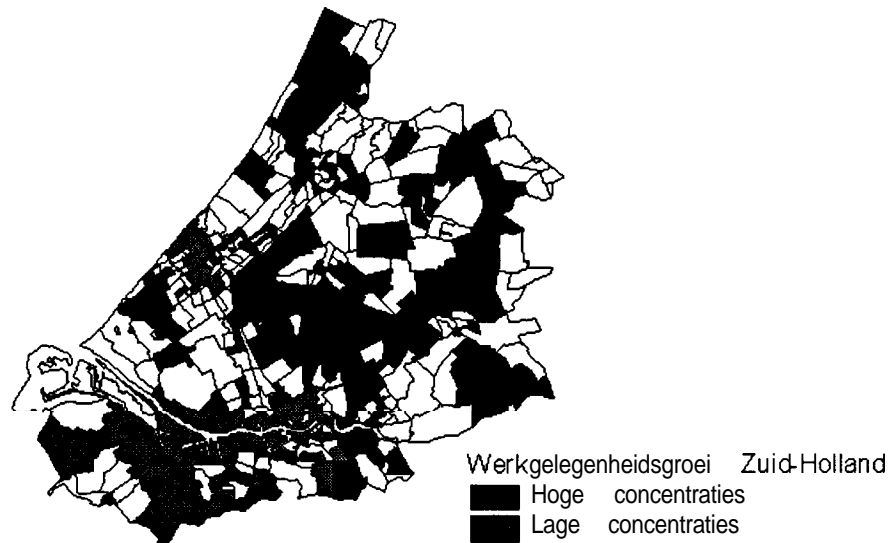 Werkgelegenheidsgroei Zuid-Holland
Hoge concentraties
Lage concentraties